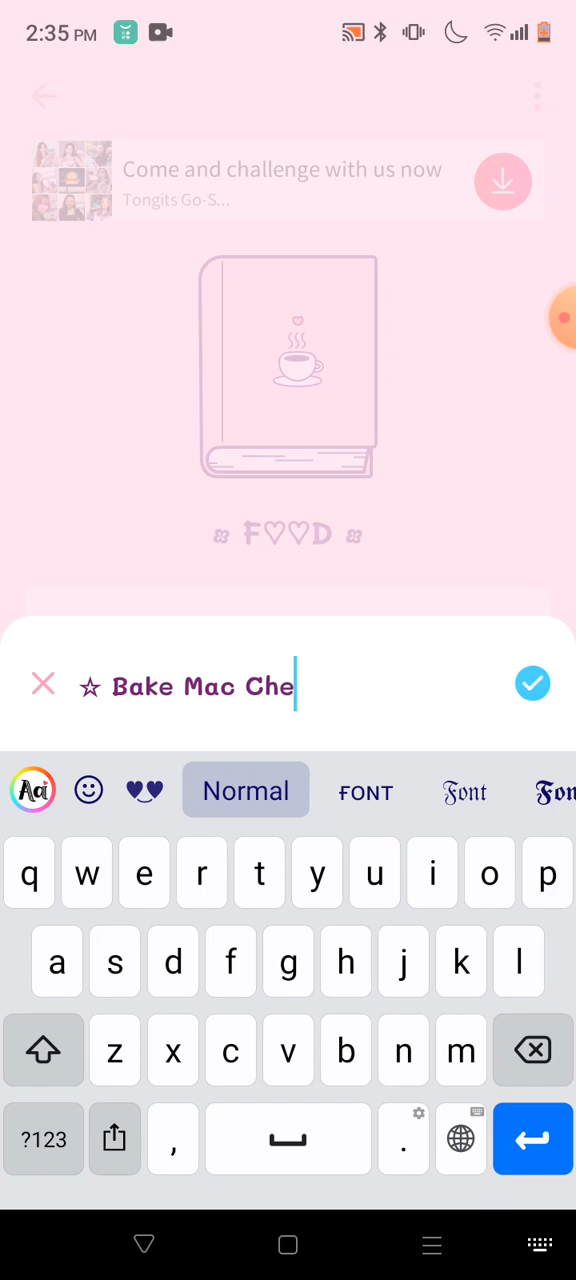 2:35 PM
Come and challenge with us now
Tongits Go-S...
F♡♡D
☆ Bake Mac Che
Aa Normal FONT Font Fon
q w e r t y u i o p
a s d f g h j k l
z x c v b n m
?123 , .